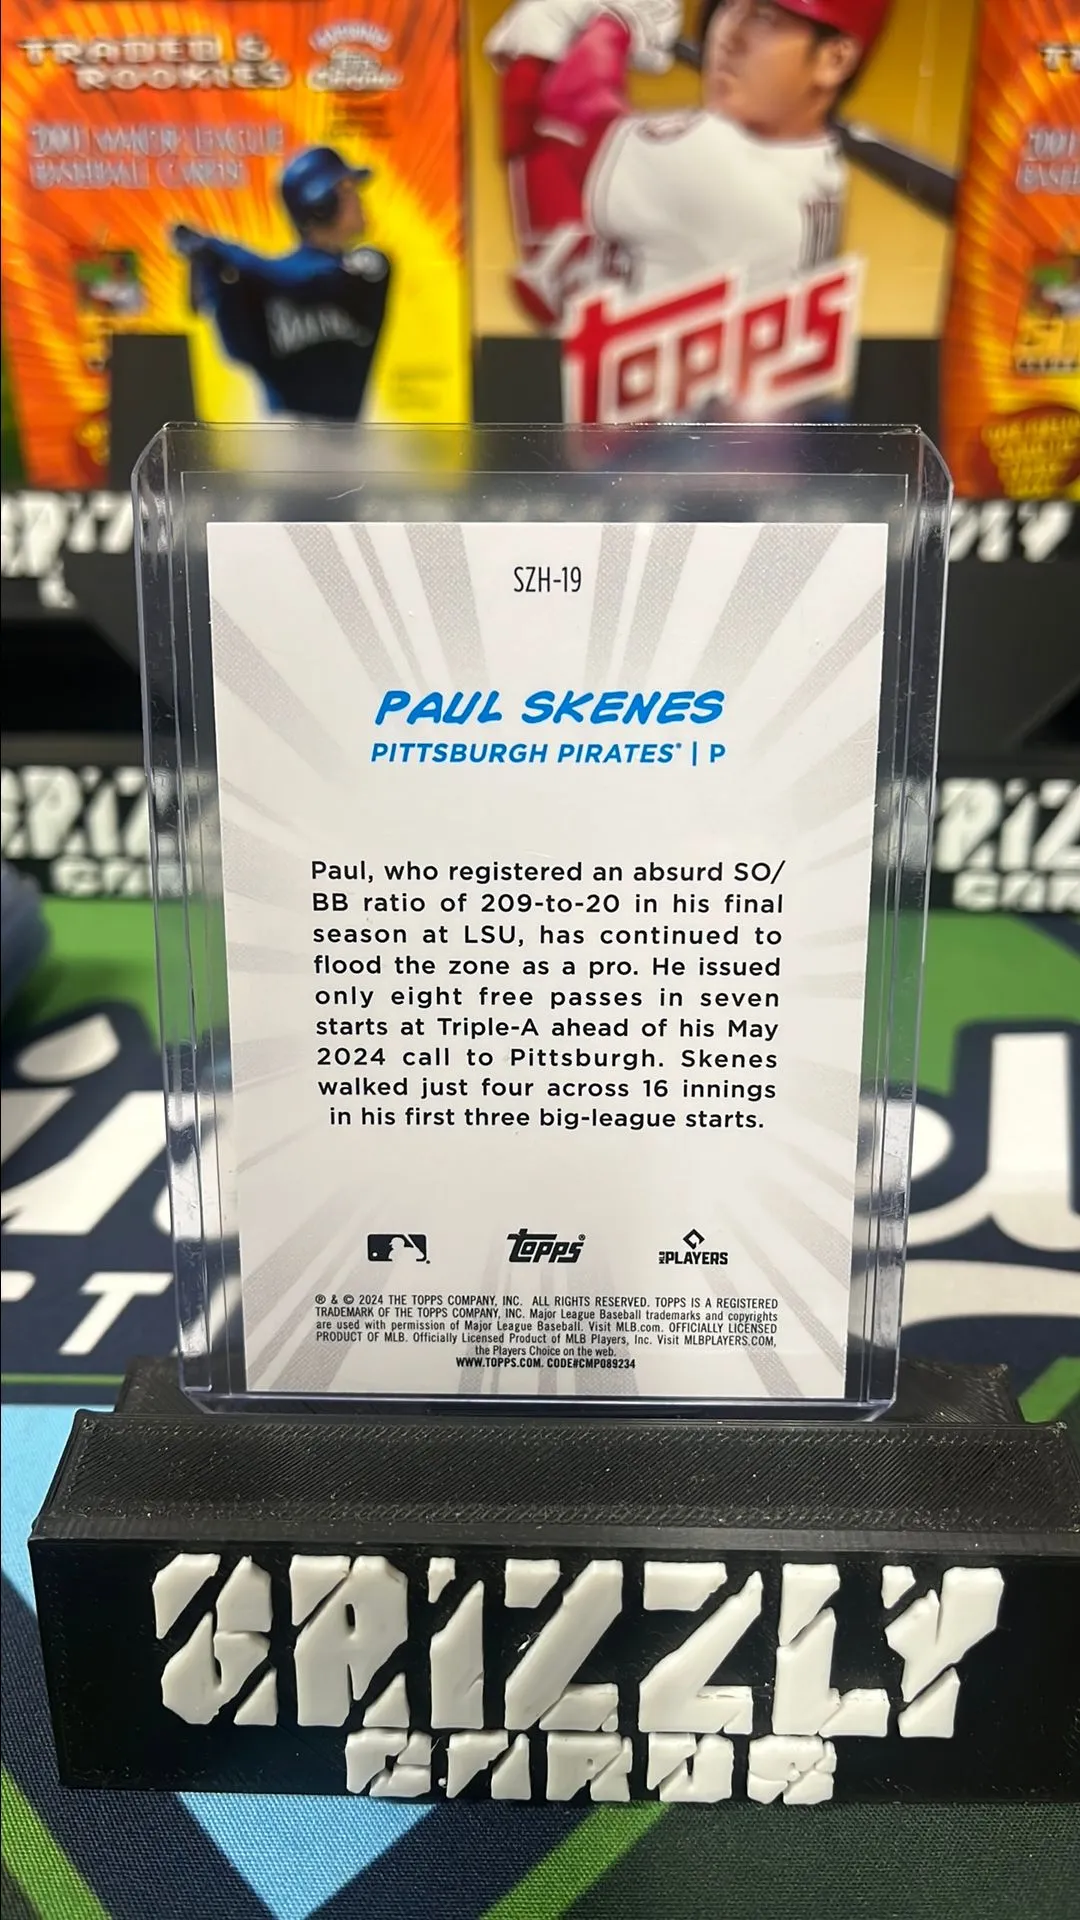 TRADED &
ROOKIES
2001 MAJOR LEAGUE
BASEBALL CARDS
TOPPS
SZH-19
PAUL SKENES
PITTSBURGH PIRATES® | P
Paul, who registered an absurd SO/
BB ratio of 209-to-20 in his final
season at LSU, has continued to
flood the zone as a pro. He issued
only eight free passes in seven
starts at Triple-A ahead of his May
2024 call to Pittsburgh. Skenes
walked just four across 16 innings
in his first three big-league starts.
topps®
MLB PLAYERS
® & © 2024 THE TOPPS COMPANY, INC. ALL RIGHTS RESERVED. TOPPS IS A REGISTERED
TRADEMARK OF THE TOPPS COMPANY, INC. Major League Baseball trademarks and copyrights
are used with permission of Major League Baseball. Visit MLB.com. OFFICIALLY LICENSED
PRODUCT OF MLB. Officially Licensed Product of MLB Players, Inc. Visit MLBPLAYERS.COM,
the Players Choice on the web.
WWW.TOPPS.COM. CODE#CMP089234
GRIZZLY
CARDS